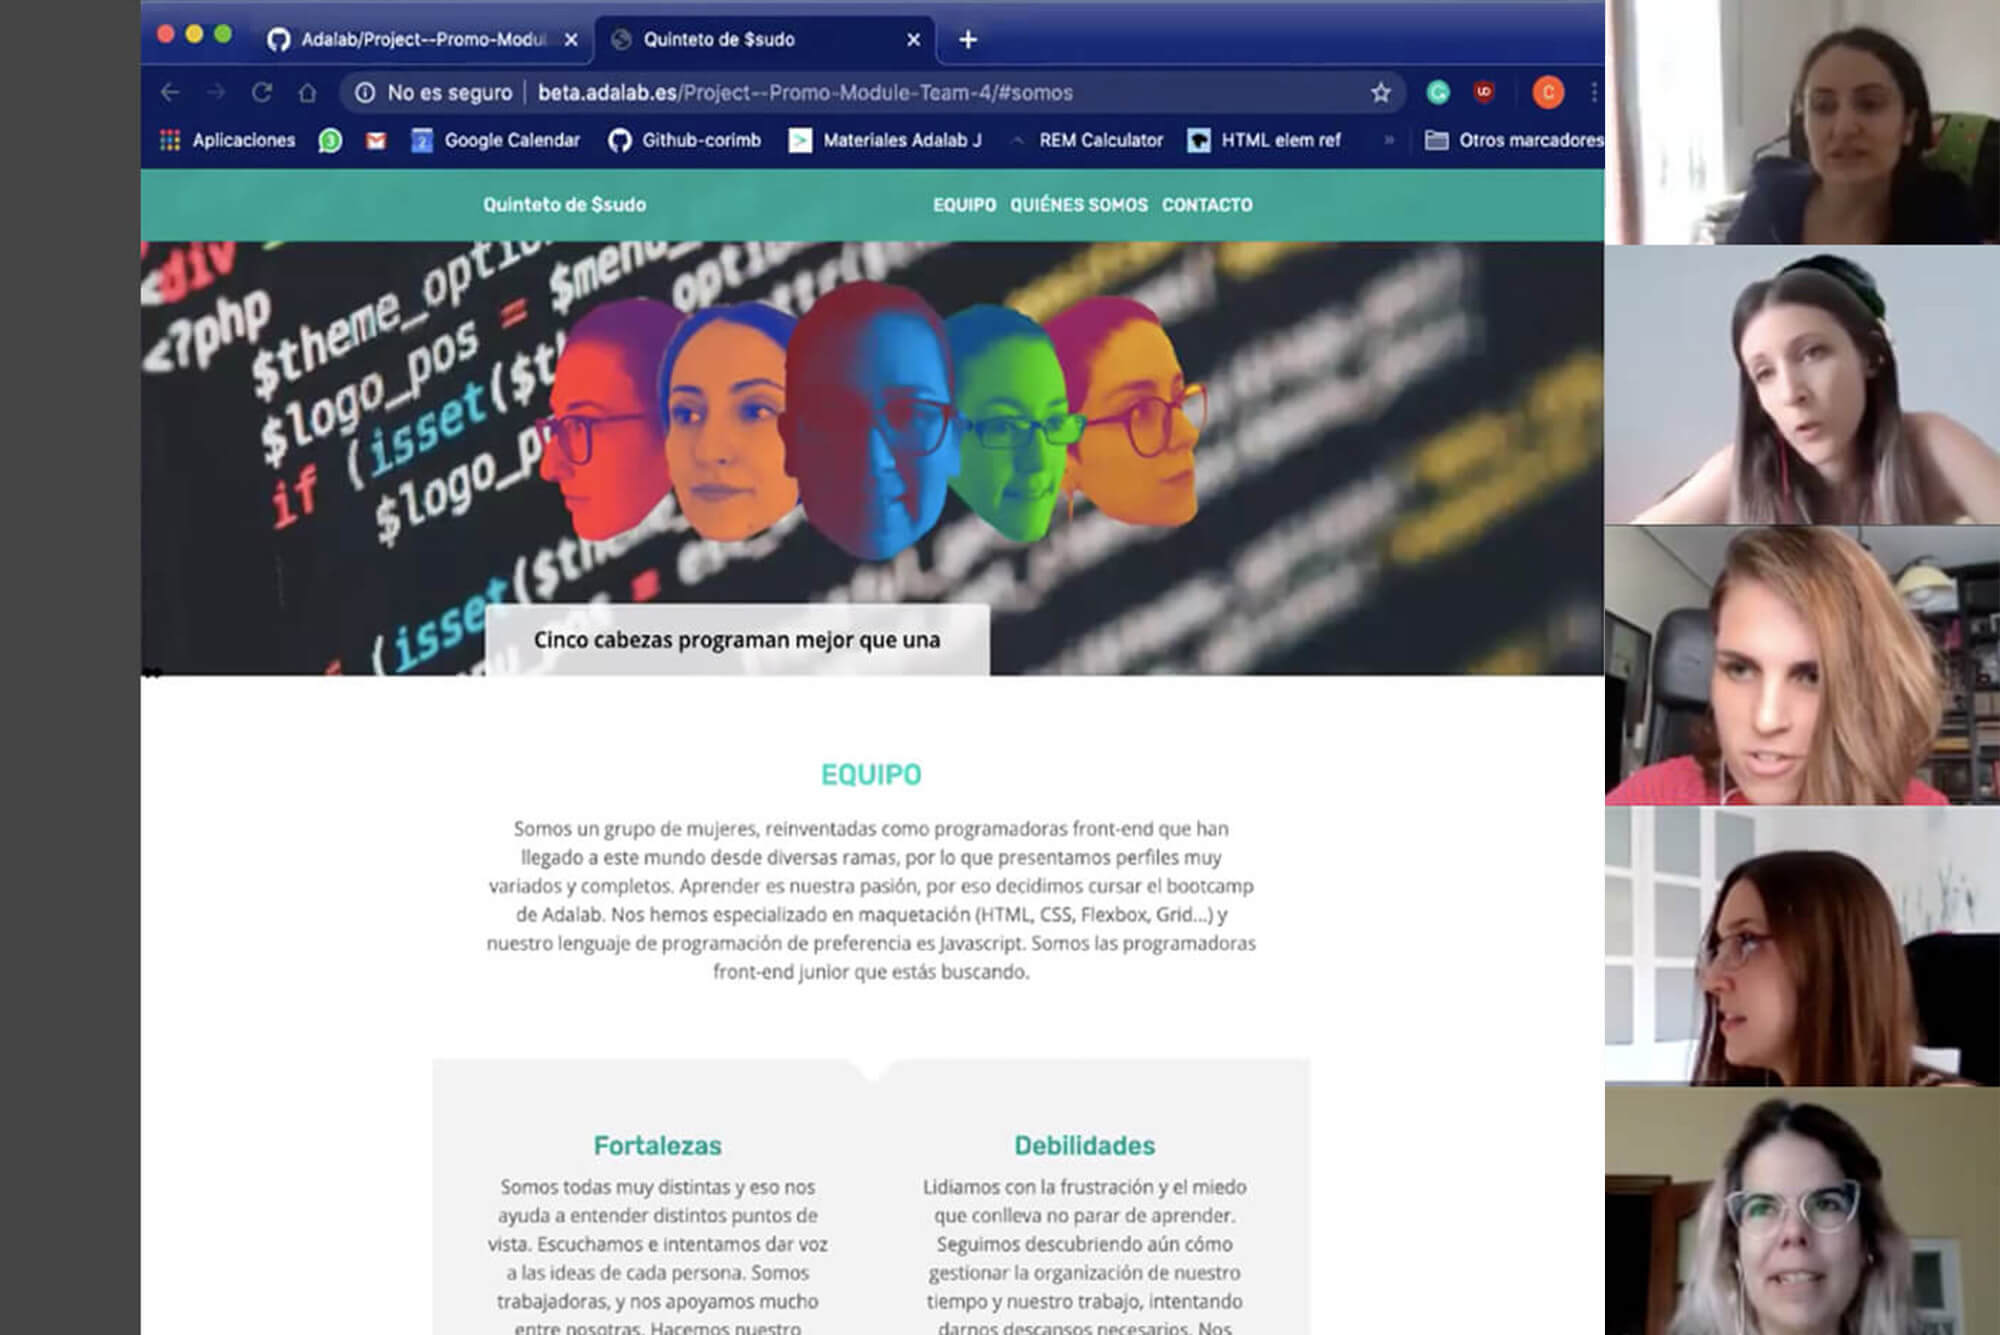 Adalab/Project--Promo-Modul
Quinteto de $sudo
No es seguro beta.adalab.es/Project--Promo-Module-Team-4/#somos
Aplicaciones Google Calendar Github-corimb Materiales Adalab J REM Calculator HTML elem ref Otros marcadores
Quinteto de $sudo EQUIPO QUIÉNES SOMOS CONTACTO
<div
<?php
$theme_optio
$logo_pos = $menu_
if (isset($t
$logo_p
(isset($th
Cinco cabezas programan mejor que una
EQUIPO
Somos un grupo de mujeres, reinventadas como programadoras front-end que han
llegado a este mundo desde diversas ramas, por lo que presentamos perfiles muy
variados y completos. Aprender es nuestra pasión, por eso decidimos cursar el bootcamp
de Adalab. Nos hemos especializado en maquetación (HTML, CSS, Flexbox, Grid...) y
nuestro lenguaje de programación de preferencia es Javascript. Somos las programadoras
front-end junior que estás buscando.
Fortalezas
Somos todas muy distintas y eso nos
ayuda a entender distintos puntos de
vista. Escuchamos e intentamos dar voz
a las ideas de cada persona. Somos
trabajadoras, y nos apoyamos mucho
entre nosotras. Hacemos nuestro
Debilidades
Lidiamos con la frustración y el miedo
que conlleva no parar de aprender.
Seguimos descubriendo aún cómo
gestionar la organización de nuestro
tiempo y nuestro trabajo, intentando
darnos descansos necesarios. Nos